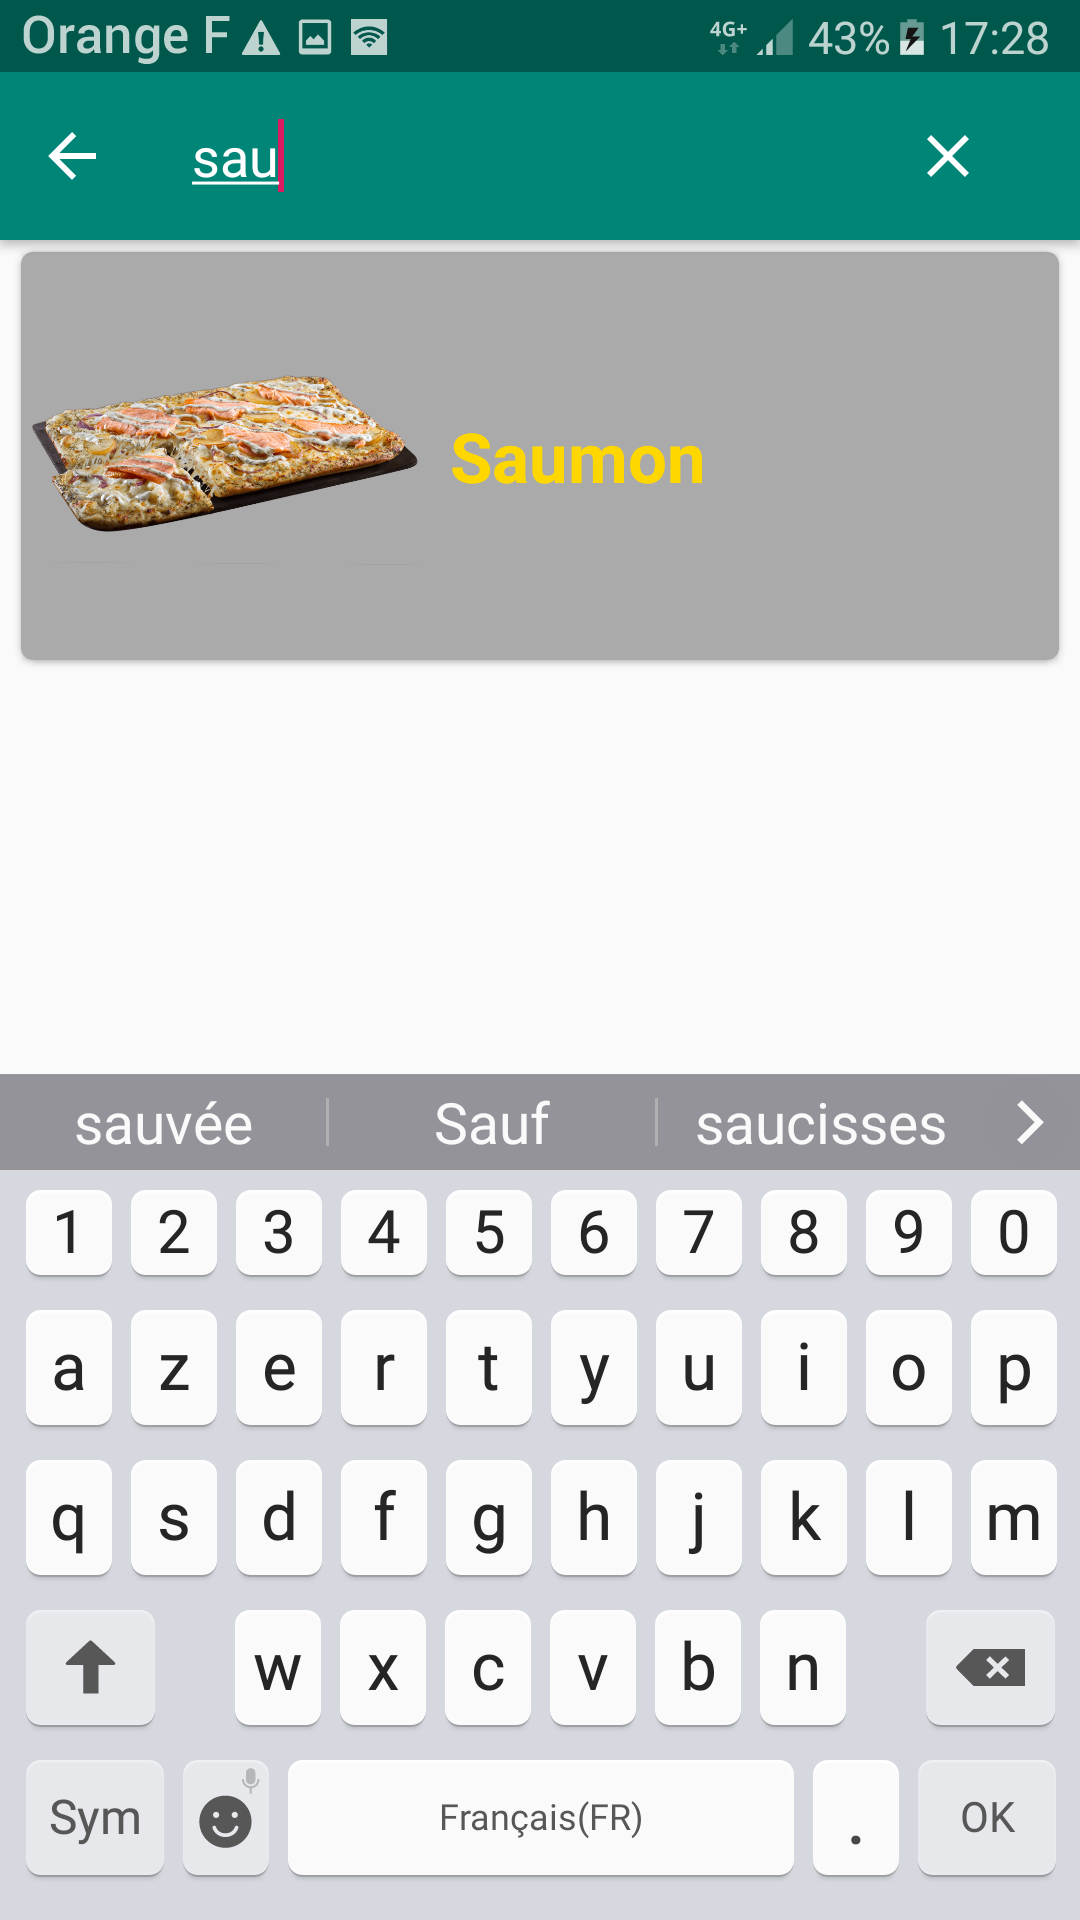 Orange F 4G+ 43% 17:28
sau
Saumon
sauvée Sauf saucisses
1 2 3 4 5 6 7 8 9 0
a z e r t y u i o p
q s d f g h j k l m
w x c v b n
Sym Français(FR) . OK